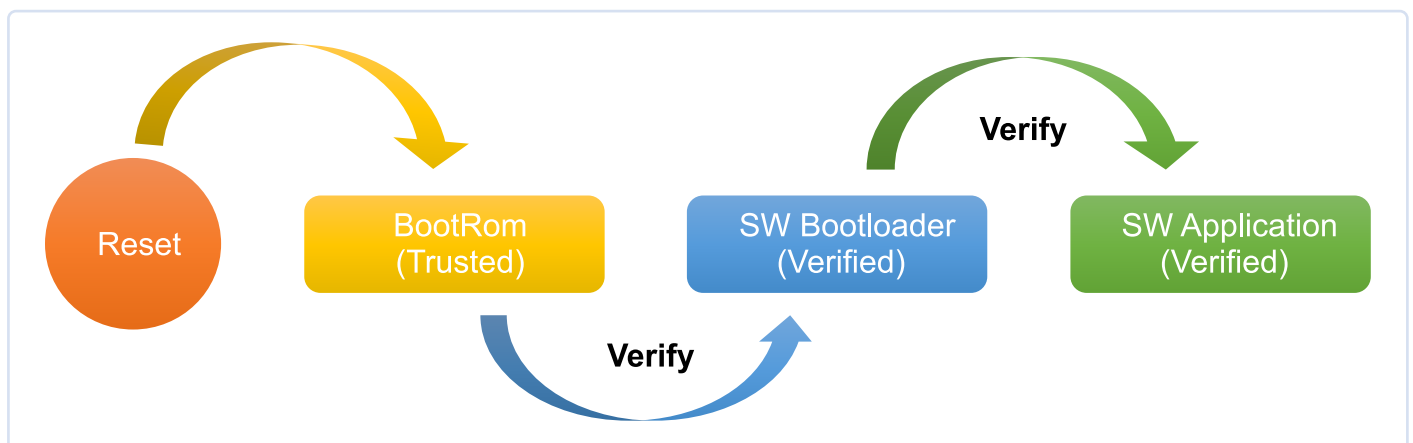 Verify
Reset
BootRom
(Trusted)
SW Bootloader
(Verified)
SW Application
(Verified)
Verify